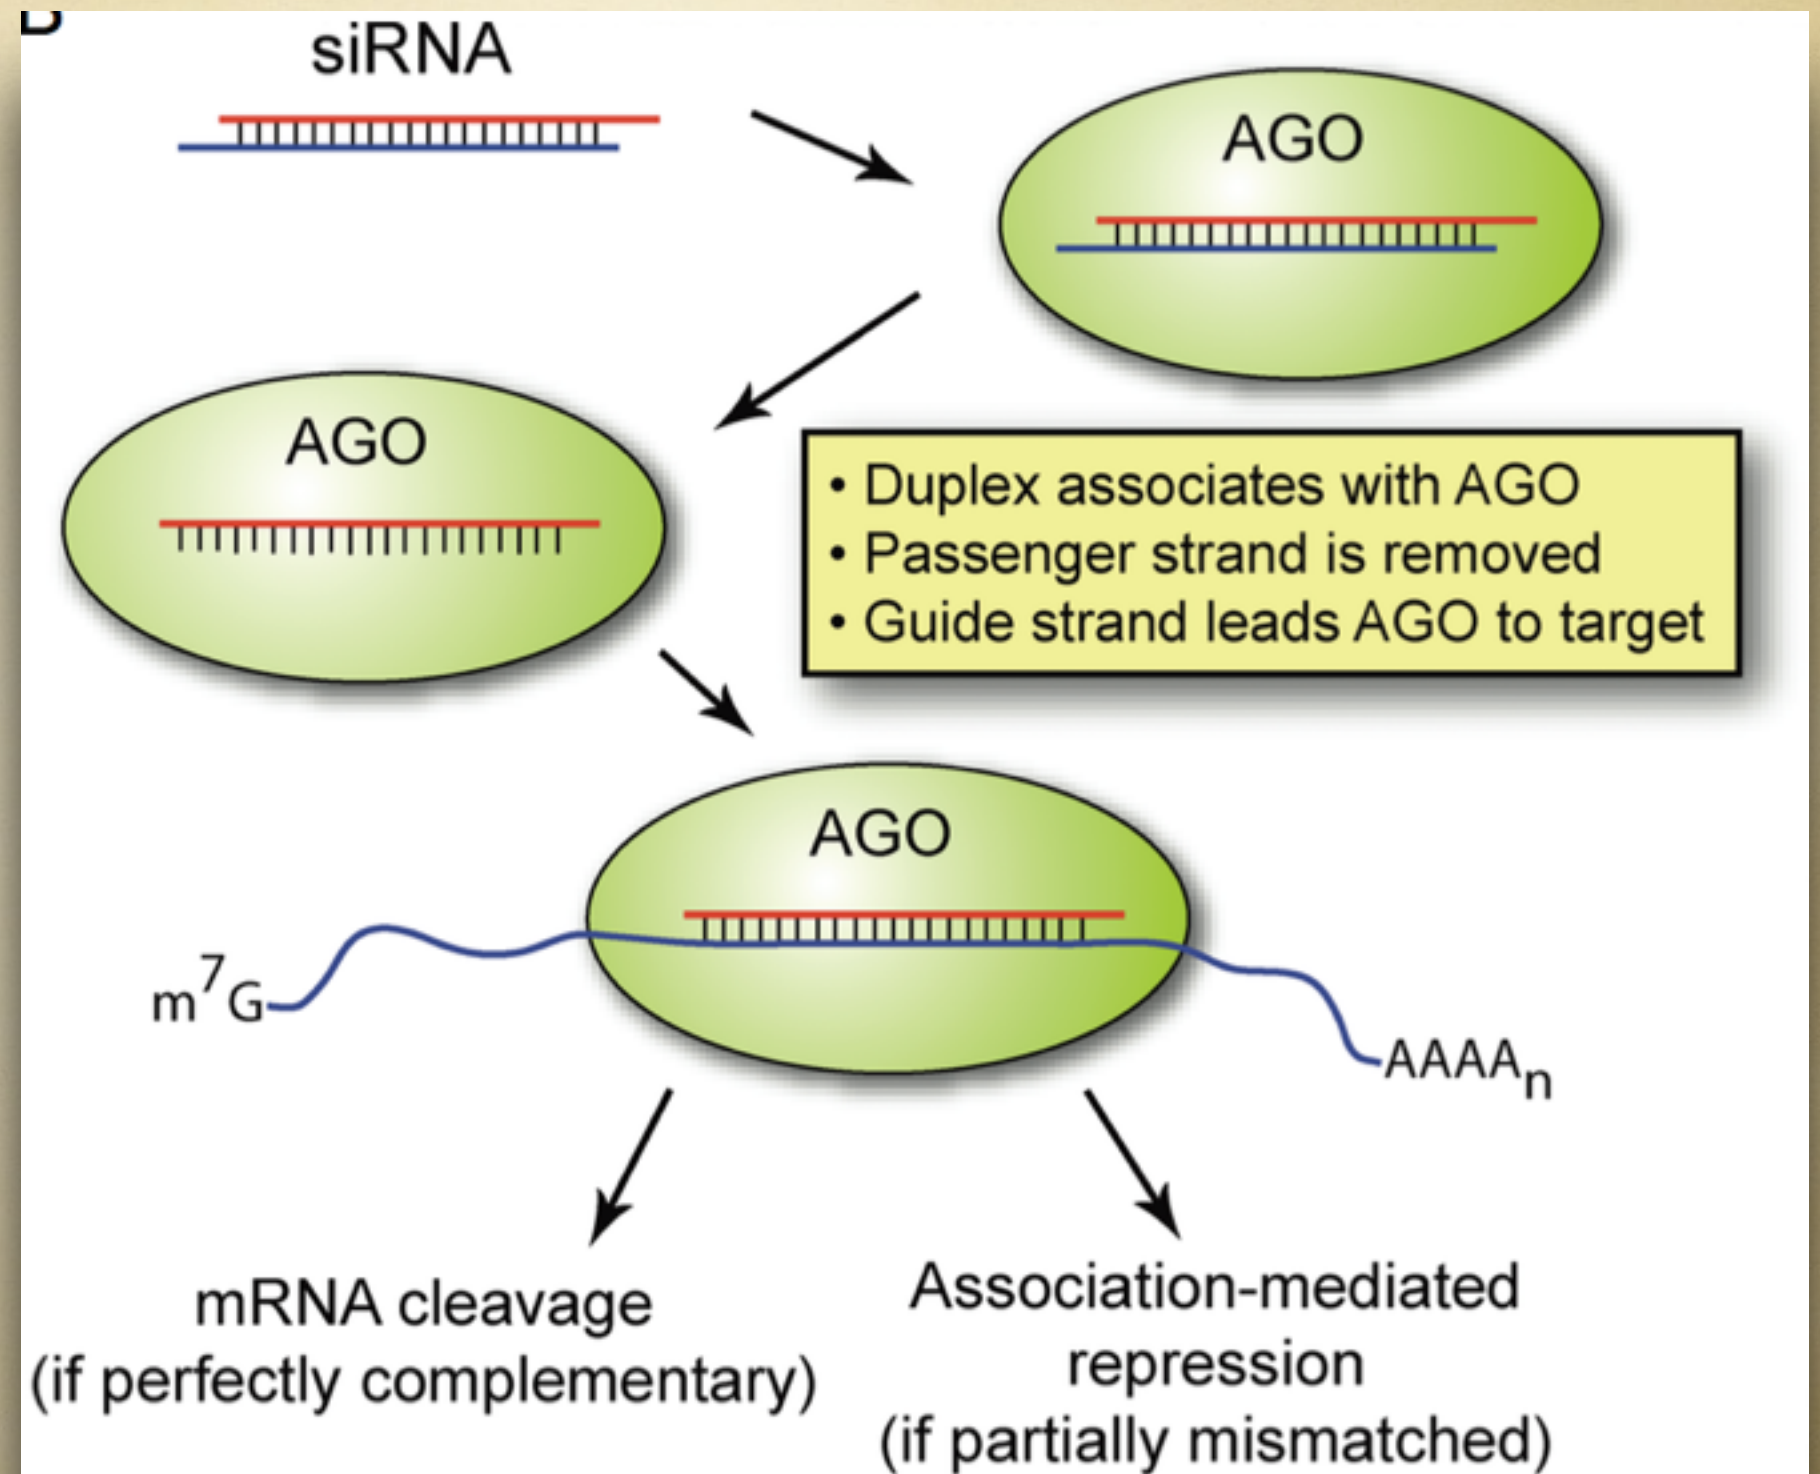 B
siRNA
AGO
AGO
• Duplex associates with AGO
• Passenger strand is removed
• Guide strand leads AGO to target
AGO
m⁷G
AAAAₙ
mRNA cleavage
(if perfectly complementary)
Association-mediated
repression
(if partially mismatched)